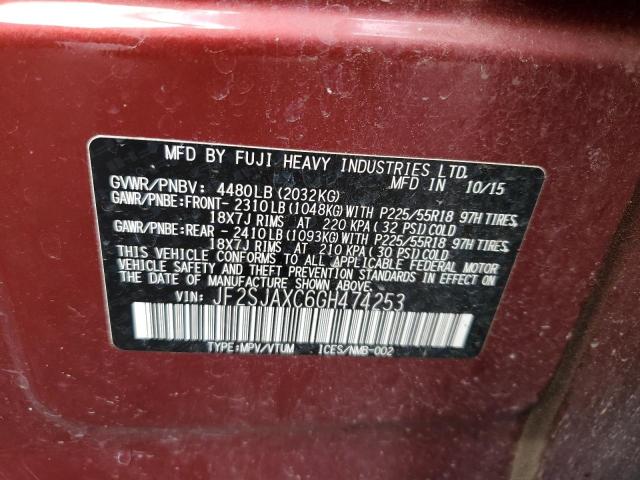 MFD BY FUJI HEAVY INDUSTRIES LTD.
GVWR/PNBV: 4480LB(2032KG) MFD IN 10/15
GAWR/PNBE:FRONT- 2310LB(1048KG)WITH P225/55R18 97H TIRES,
18X7J RIMS AT 220 KPA(32 PSI)COLD
GAWR/PNBE:REAR - 2410LB(1093KG)WITH P225/55R18 97H TIRES,
18X7J RIMS AT 210 KPA(30 PSI)COLD
THIS VEHICLE CONFORMS TO ALL APPLICABLE FEDERAL MOTOR
VEHICLE SAFETY AND THEFT PREVENTION STANDARDS IN EFFECT ON
THE DATE OF MANUFACTURE SHOWN ABOVE.
VIN: JF2SJAXC6GH474253
TYPE:MPV/VTUM ICES/NMB-002